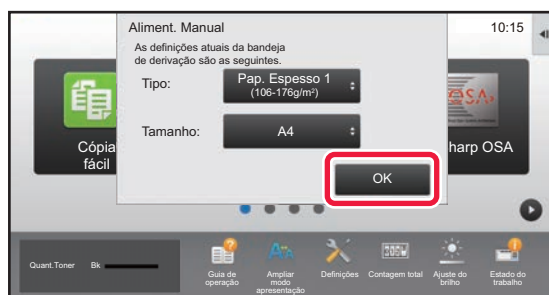 Aliment. Manual
10:15
As definições atuais da bandeja
de derivação são as seguintes.
Tipo:
Pap. Espesso 1
(106-176g/m²)
Tamanho:
A4
OK
Cópia
fácil
OSA
harp OSA
Quant.Toner
Bk
Guia de
operação
Ampliar
modo
apresentação
Definições
Contagem total
Ajuste do
brilho
Estado do
trabalho